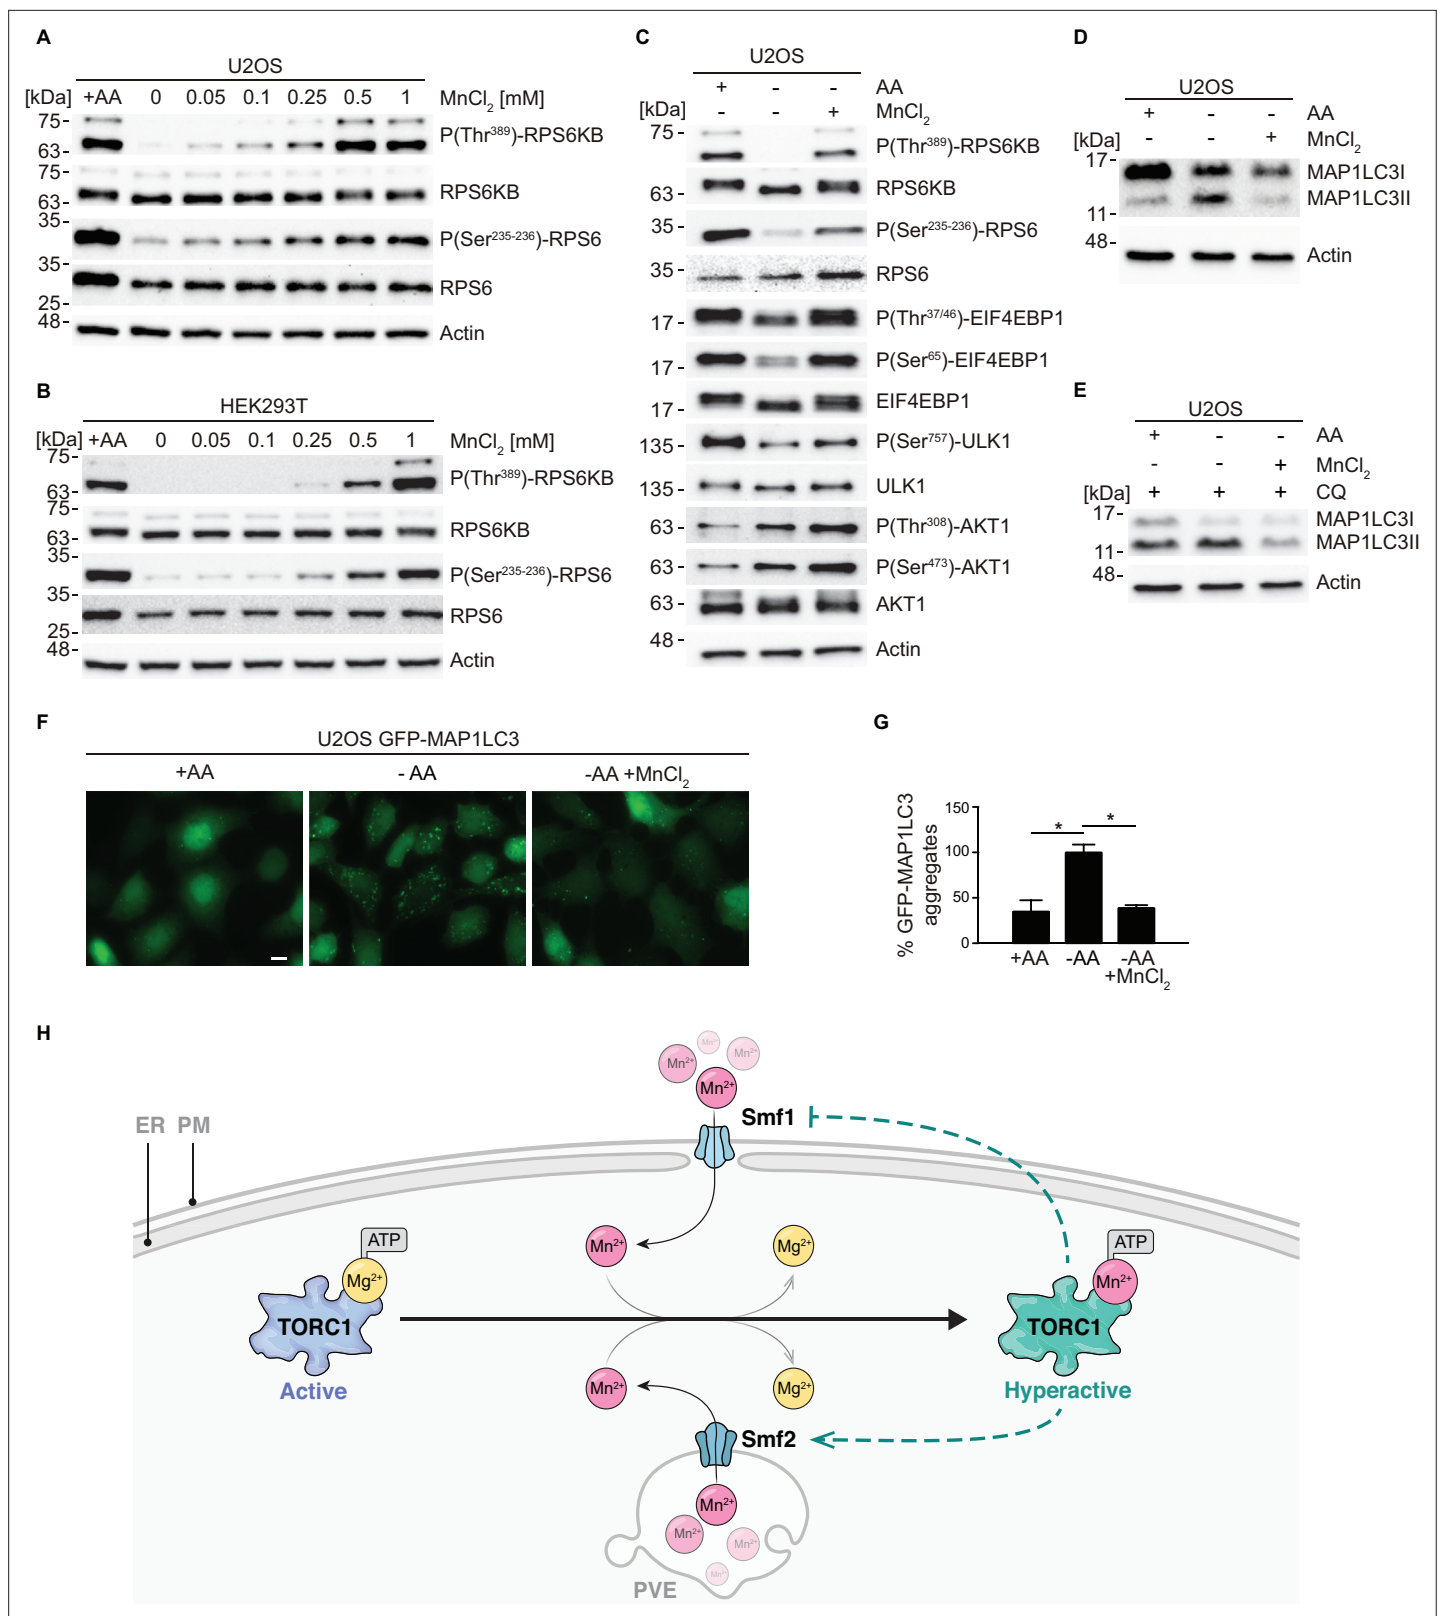 A
U2OS
[kDa] +AA 0 0.05 0.1 0.25 0.5 1 MnCl2 [mM]
75-
63-
P(Thr389)-RPS6KB
75-
63-
RPS6KB
35-
P(Ser235-236)-RPS6
35-
25-
RPS6
48-
Actin
B
HEK293T
[kDa] +AA 0 0.05 0.1 0.25 0.5 1 MnCl2 [mM]
75-
63-
P(Thr389)-RPS6KB
75-
63-
RPS6KB
35-
P(Ser235-236)-RPS6
35-
25-
RPS6
48-
Actin
C
U2OS
+ - - AA
[kDa] - - + MnCl2
75-
P(Thr389)-RPS6KB
63-
RPS6KB
35-
P(Ser235-236)-RPS6
35-
RPS6
17-
P(Thr37/46)-EIF4EBP1
17-
P(Ser65)-EIF4EBP1
17-
EIF4EBP1
135-
P(Ser757)-ULK1
135-
ULK1
63-
P(Thr308)-AKT1
63-
P(Ser473)-AKT1
63-
AKT1
48-
Actin
D
U2OS
+ - - AA
[kDa] - - + MnCl2
17-
MAP1LC3I
MAP1LC3II
11-
48-
Actin
E
U2OS
+ - - AA
- - + MnCl2
[kDa] + + + CQ
17-
MAP1LC3I
MAP1LC3II
11-
48-
Actin
F
U2OS GFP-MAP1LC3
+AA - AA -AA +MnCl2
G
% GFP-MAP1LC3
aggregates
150
100
50
0
* *
+AA -AA -AA
+MnCl2
H
Mn2+
Mn2+ Mn2+
Mn2+
Smf1
ER PM
ATP
Mg2+
TORC1
Active
Mn2+ Mg2+
Mn2+ Mg2+
ATP
Mn2+
TORC1
Hyperactive
Smf2
Mn2+
Mn2+ Mn2+
Mn2+
PVE